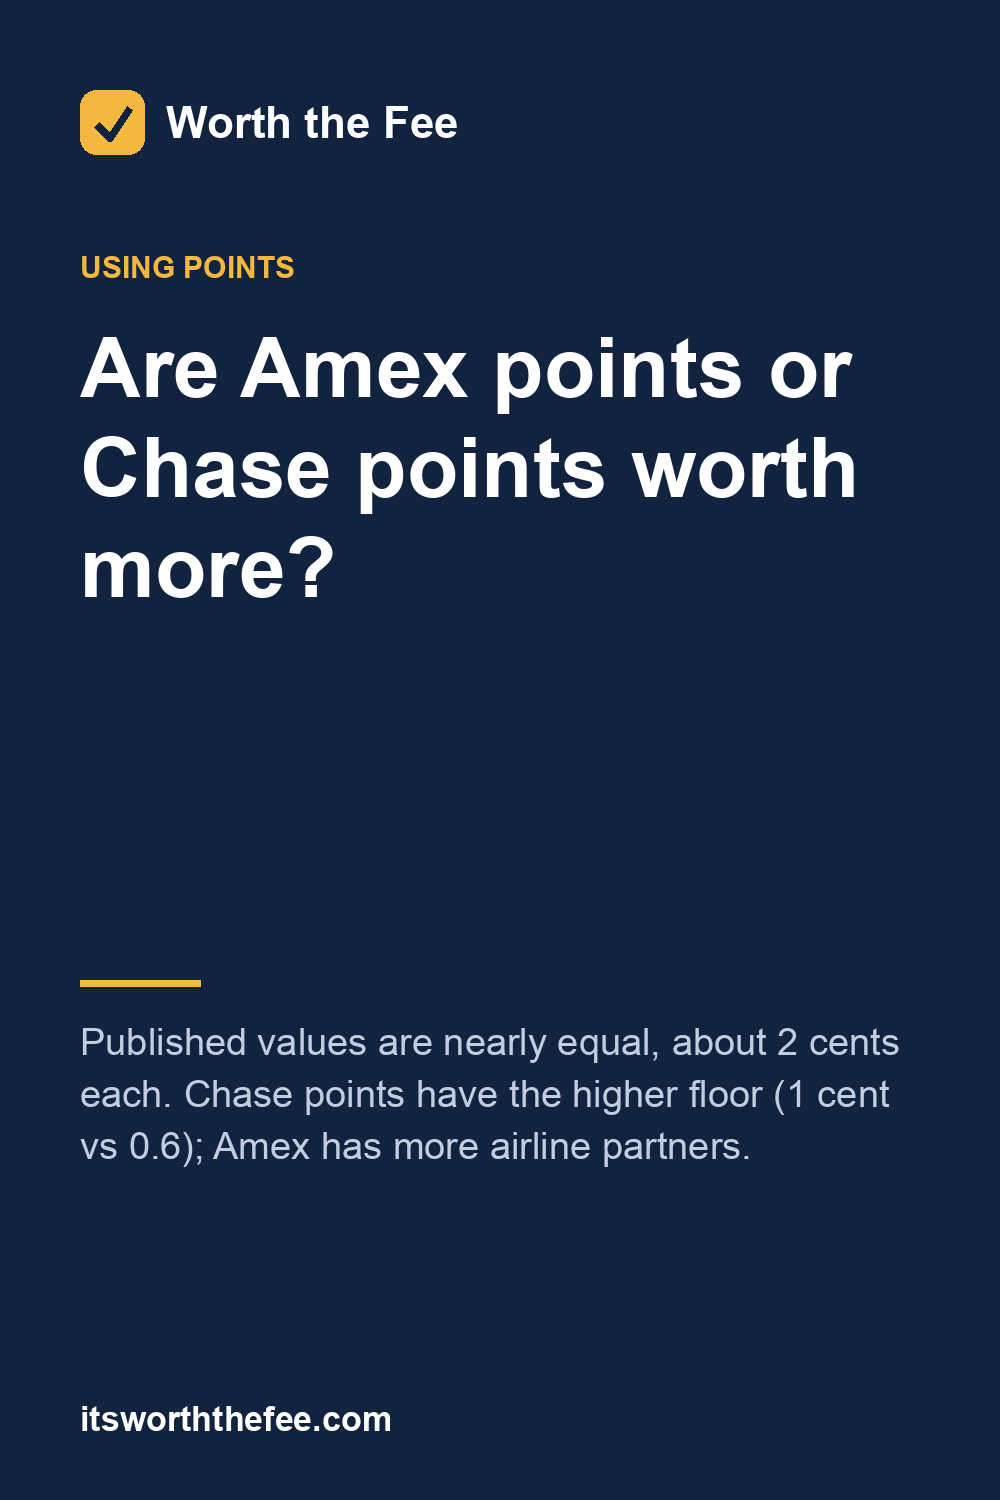 Worth the Fee
USING POINTS
Are Amex points or
Chase points worth
more?
Published values are nearly equal, about 2 cents
each. Chase points have the higher floor (1 cent
vs 0.6); Amex has more airline partners.
itsworththefee.com